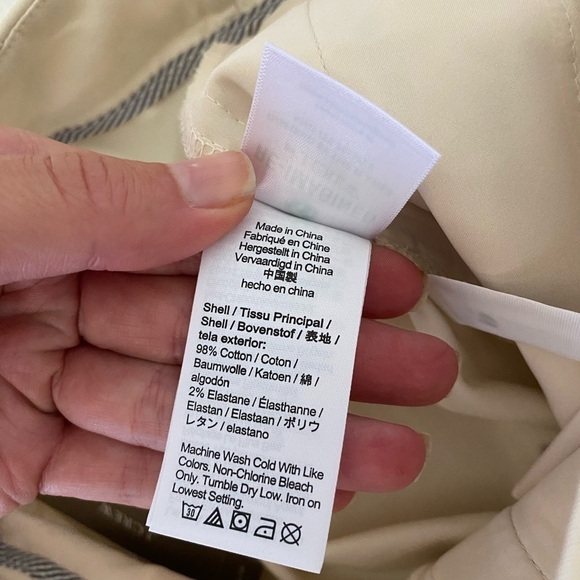 Made in China
Fabriqué en Chine
Hergestellt in China
Vervaardigd in China
中国製
hecho en china
Shell / Tissu Principal /
Shell / Bovenstof / 表地 /
tela exterior:
98% Cotton / Coton /
Baumwolle / Katoen / 綿 /
algodón
2% Elastane / Élasthanne /
Elastan / Elastaan / ポリウ
レタン / elastano
Machine Wash Cold With Like
Colors. Non-Chlorine Bleach
Only. Tumble Dry Low. Iron on
Lowest Setting.
30